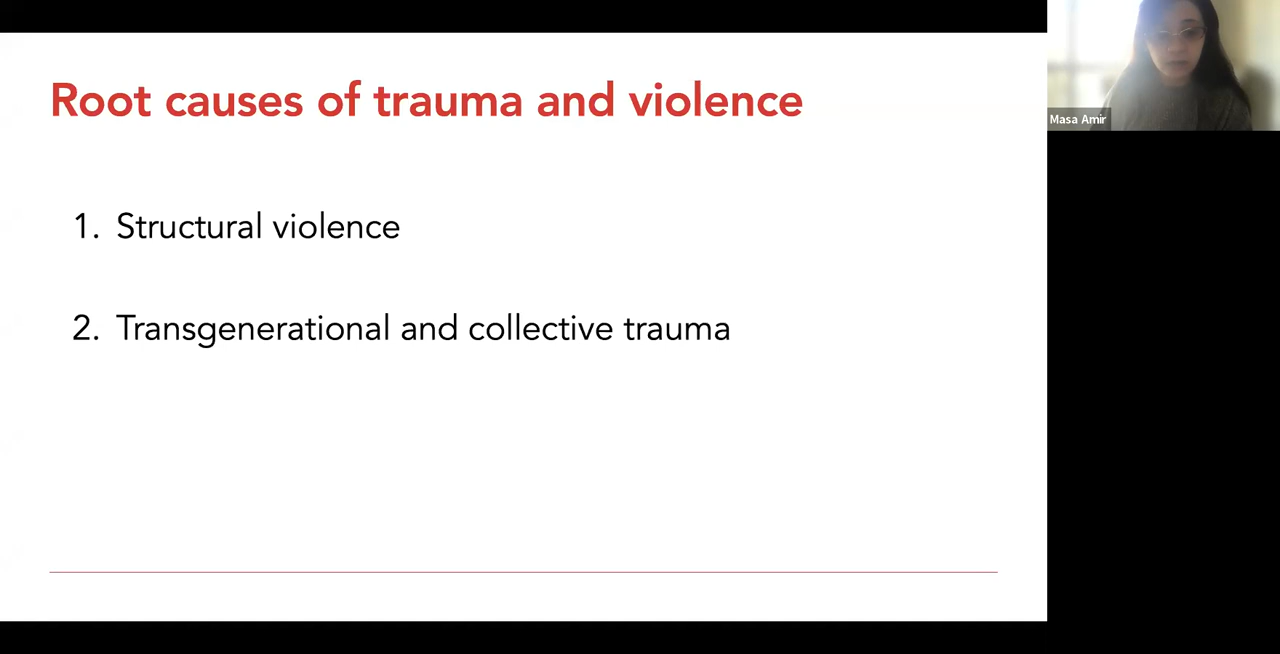 Root causes of trauma and violence
1. Structural violence
2. Transgenerational and collective trauma
Masa Amir